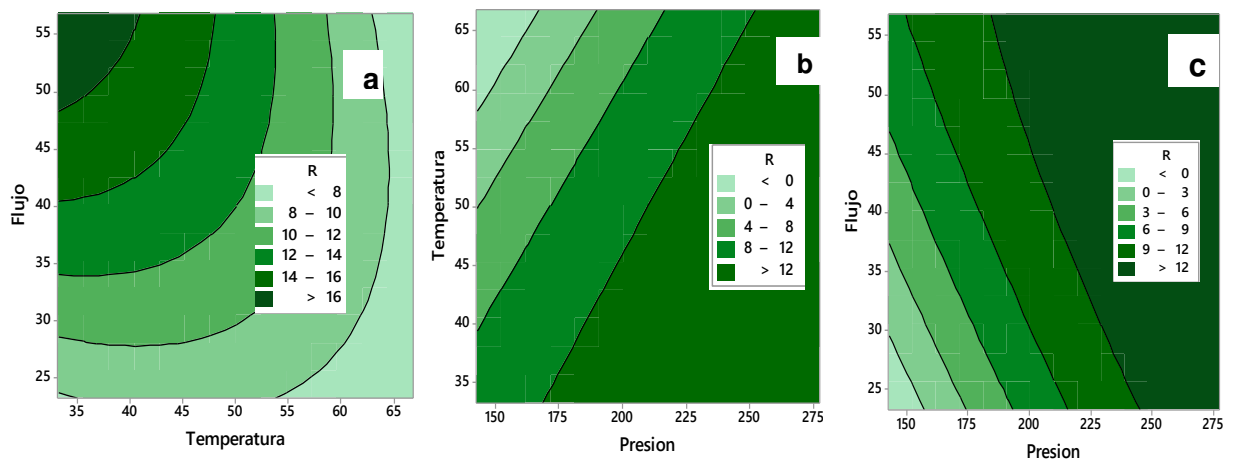 a
Flujo
55
50
45
40
35
30
25
R
< 8
8 – 10
10 – 12
12 – 14
14 – 16
> 16
35 40 45 50 55 60 65
Temperatura
b
Temperatura
65
60
55
50
45
40
35
R
< 0
0 – 4
4 – 8
8 – 12
> 12
150 175 200 225 250 275
Presion
c
Flujo
55
50
45
40
35
30
25
R
< 0
0 – 3
3 – 6
6 – 9
9 – 12
> 12
150 175 200 225 250 275
Presion